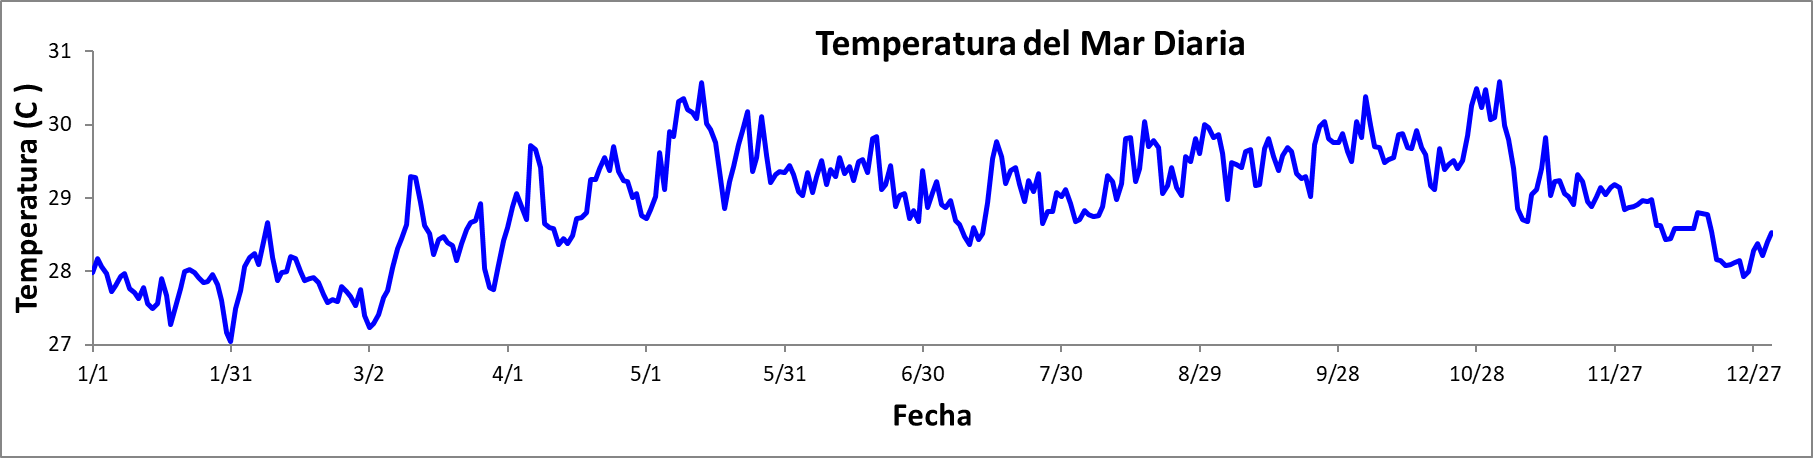 Temperatura del Mar Diaria
Temperatura (C )
31
30
29
28
27
1/1 1/31 3/2 4/1 5/1 5/31 6/30 7/30 8/29 9/28 10/28 11/27 12/27
Fecha